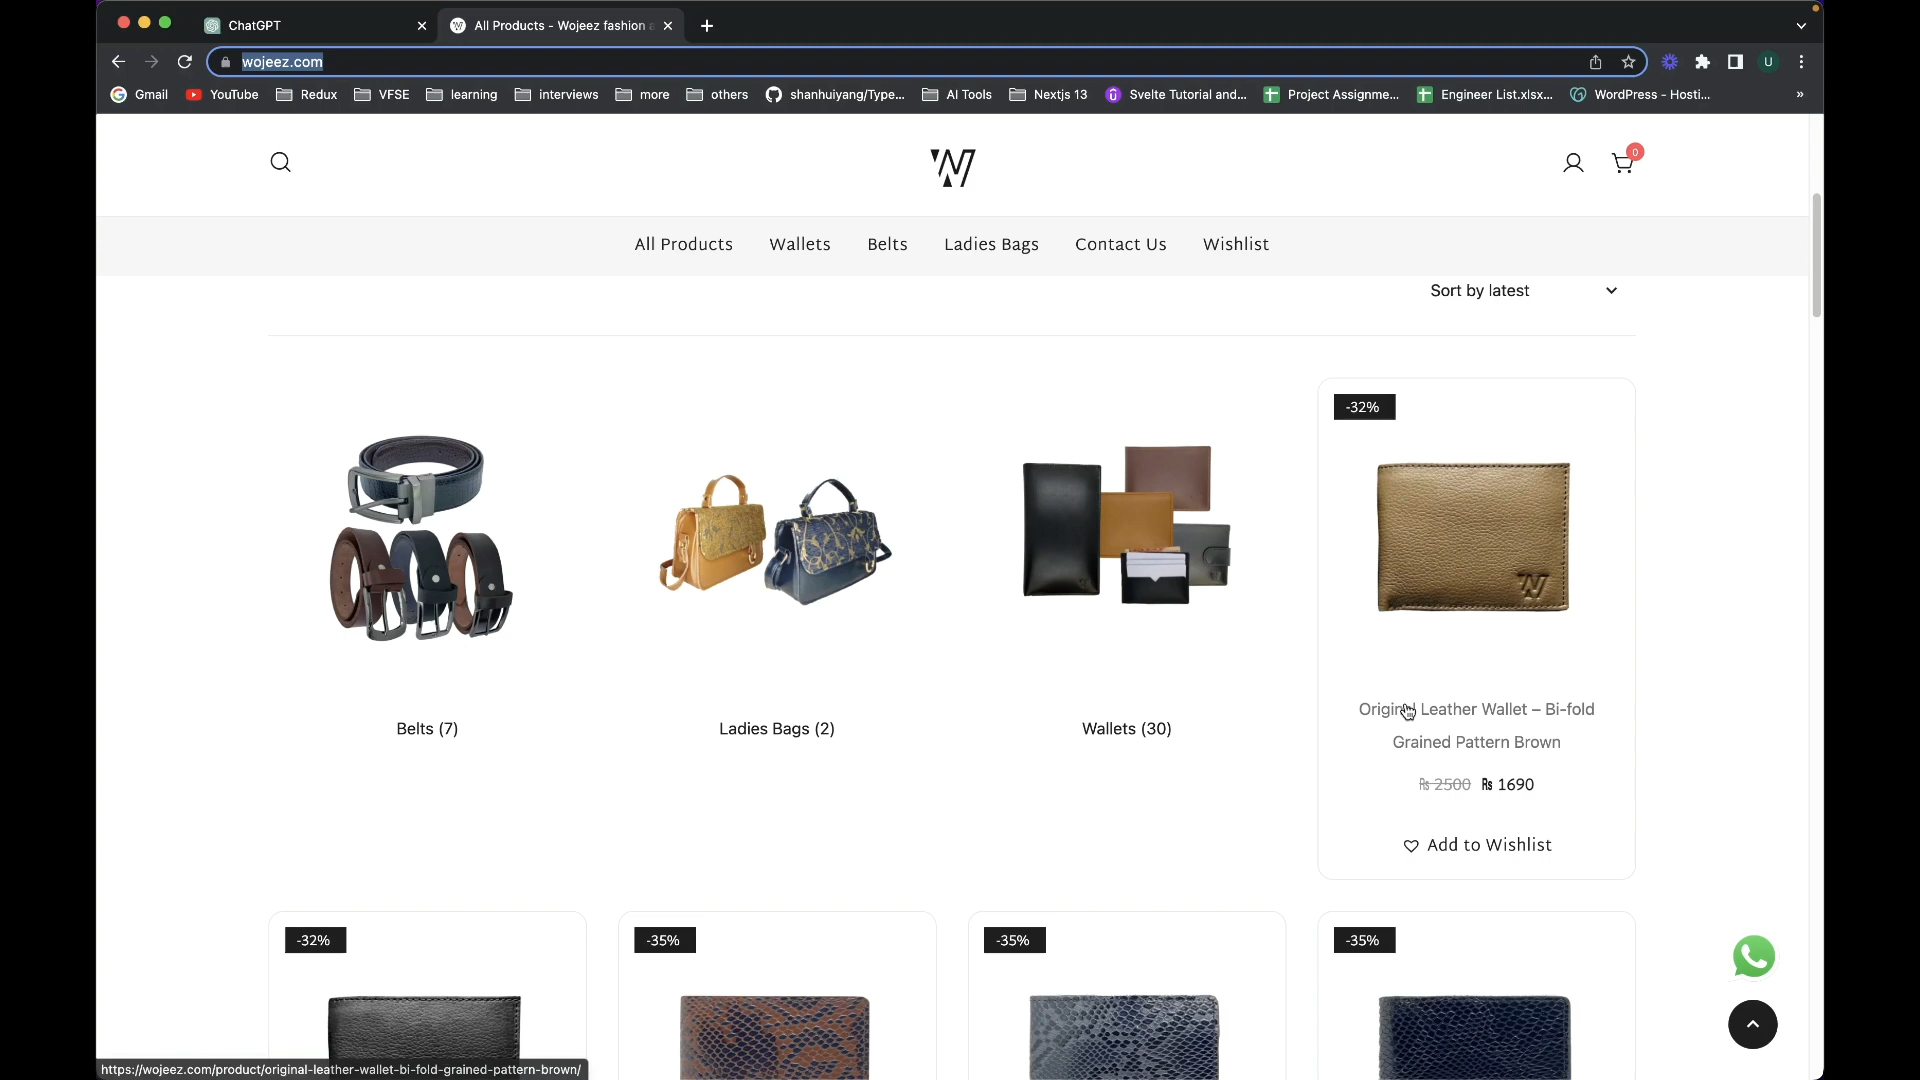 ChatGPT
All Products - Wojeez fashion a
wojeez.com
U
Gmail YouTube Redux VFSE learning interviews more others shanhuiyang/Type... AI Tools Nextjs 13 Svelte Tutorial and... Project Assignme... Engineer List.xlsx... WordPress - Hosti... »
W
0
All Products Wallets Belts Ladies Bags Contact Us Wishlist
Sort by latest
-32%
W
Belts (7)
Ladies Bags (2)
Wallets (30)
Original Leather Wallet – Bi-fold
Grained Pattern Brown
₨ 2500 ₨ 1690
Add to Wishlist
-32%
-35%
-35%
-35%
https://wojeez.com/product/original-leather-wallet-bi-fold-grained-pattern-brown/